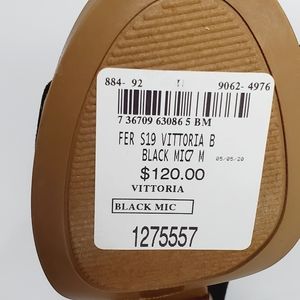 884- 92 9062-4976
7 36709 63086 5 BM
FER S19 VITTORIA B
BLACK MIC7 M 05/05/20
$120.00
VITTORIA
BLACK MIC
1275557